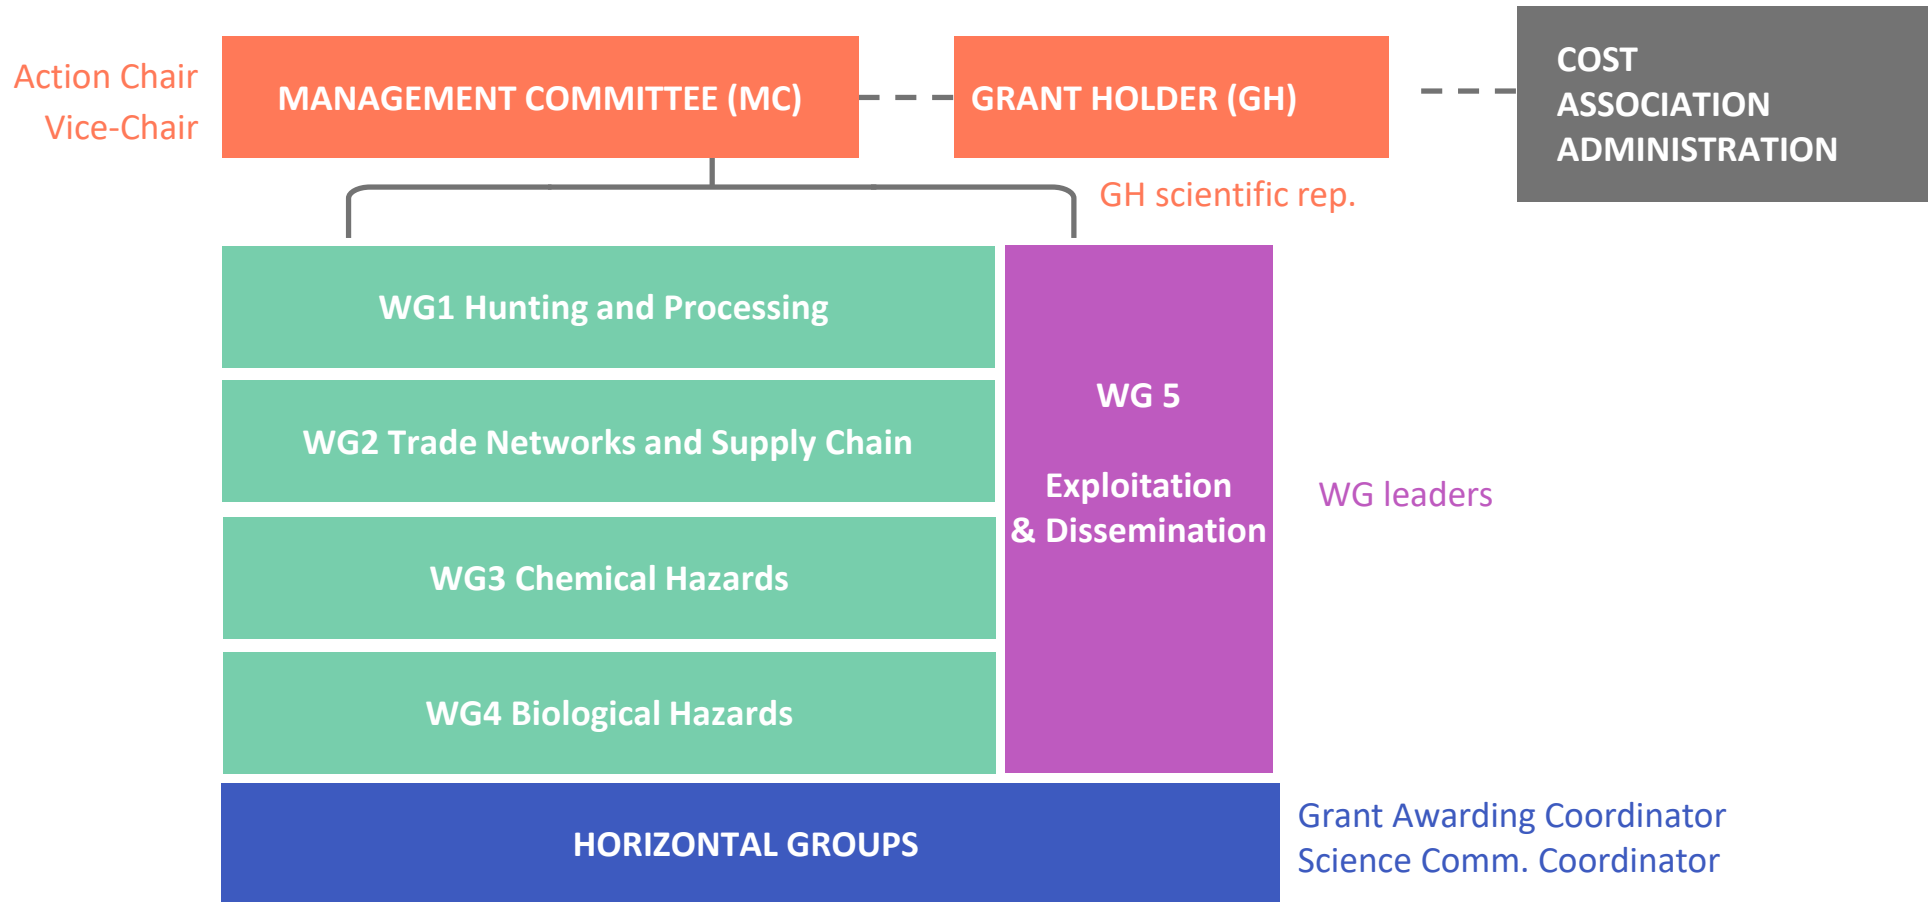 Action Chair
Vice-Chair
MANAGEMENT COMMITTEE (MC)
GRANT HOLDER (GH)
COST
ASSOCIATION
ADMINISTRATION
GH scientific rep.
WG1 Hunting and Processing
WG2 Trade Networks and Supply Chain
WG3 Chemical Hazards
WG4 Biological Hazards
WG 5
Exploitation
& Dissemination
WG leaders
HORIZONTAL GROUPS
Grant Awarding Coordinator
Science Comm. Coordinator